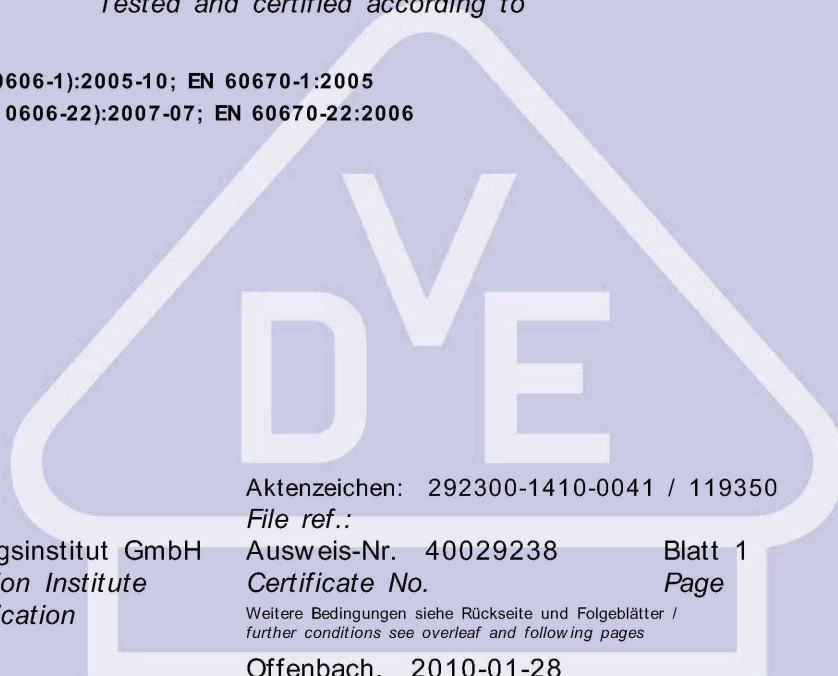 Tested and certified according to
0606-1):2005-10; EN 60670-1:2005
0606-22):2007-07; EN 60670-22:2006
VDE
Aktenzeichen: 292300-1410-0041 / 119350
File ref.:
gsinstitut GmbH Ausweis-Nr. 40029238 Blatt 1
ion Institute Certificate No. Page
cation Weitere Bedingungen siehe Rückseite und Folgeblätter /
further conditions see overleaf and following pages
Offenbach, 2010-01-28